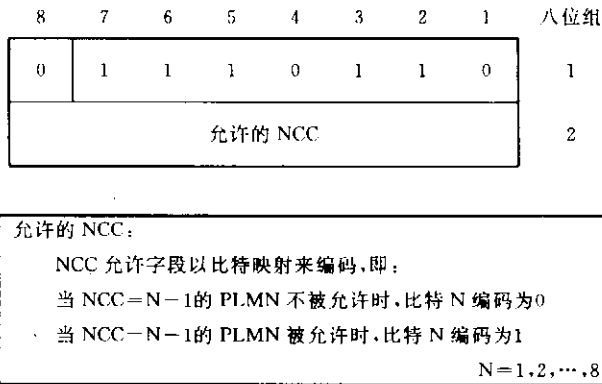 8 7 6 5 4 3 2 1 八位组
0 1 1 1 0 1 1 0 1
允许的 NCC 2
允许的 NCC:
NCC 允许字段以比特映射来编码,即:
当 NCC=N-1的 PLMN 不被允许时,比特 N 编码为0
当 NCC-N-1的 PLMN 被允许时,比特 N 编码为1
N=1,2,…,8